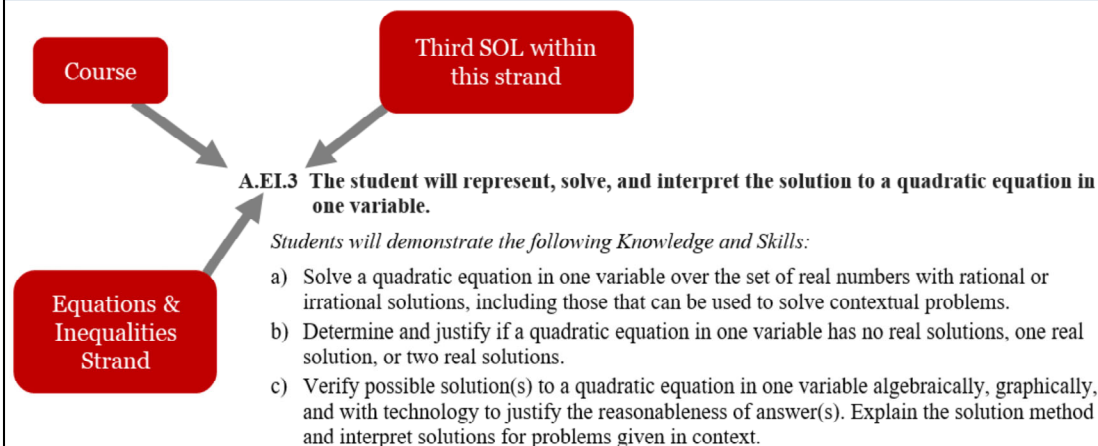 Course
Third SOL within
this strand
A.EI.3 The student will represent, solve, and interpret the solution to a quadratic equation in
one variable.
Students will demonstrate the following Knowledge and Skills:
Equations &
Inequalities
Strand
a) Solve a quadratic equation in one variable over the set of real numbers with rational or
irrational solutions, including those that can be used to solve contextual problems.
b) Determine and justify if a quadratic equation in one variable has no real solutions, one real
solution, or two real solutions.
c) Verify possible solution(s) to a quadratic equation in one variable algebraically, graphically,
and with technology to justify the reasonableness of answer(s). Explain the solution method
and interpret solutions for problems given in context.